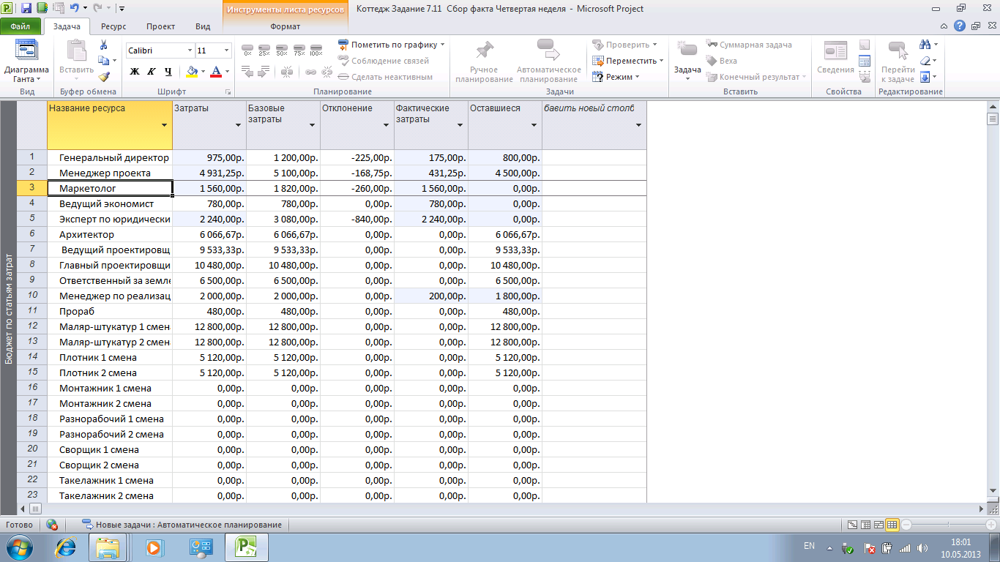 Инструменты листа ресурсов
Коттедж Задание 7.11 Сбор факта Четвертая неделя - Microsoft Project
Файл Задача Ресурс Проект Вид Формат
Диаграмма Ганта
Вид
Вставить
Буфер обмена
Calibri 11
Ж К Ч А
Шрифт
0% 25% 50% 75% 100%
Пометить по графику
Соблюдение связей
Сделать неактивным
Планирование
Ручное планирование
Автоматическое планирование
Проверить
Переместить
Режим
Задачи
Задача
Суммарная задача
Веха
Конечный результат
Вставить
Сведения
Свойства
Перейти к задаче
Редактирование
Название ресурса Затраты Базовые затраты Отклонение Фактические затраты Оставшиеся бавить новый столб
1 Генеральный директор 975,00р. 1 200,00р. -225,00р. 175,00р. 800,00р.
2 Менеджер проекта 4 931,25р. 5 100,00р. -168,75р. 431,25р. 4 500,00р.
3 Маркетолог 1 560,00р. 1 820,00р. -260,00р. 1 560,00р. 0,00р.
4 Ведущий экономист 780,00р. 780,00р. 0,00р. 780,00р. 0,00р.
5 Эксперт по юридически 2 240,00р. 3 080,00р. -840,00р. 2 240,00р. 0,00р.
6 Архитектор 6 066,67р. 6 066,67р. 0,00р. 0,00р. 6 066,67р.
7 Ведущий проектировщ 9 533,33р. 9 533,33р. 0,00р. 0,00р. 9 533,33р.
8 Главный проектировщи 10 480,00р. 10 480,00р. 0,00р. 0,00р. 10 480,00р.
9 Ответственный за земле 6 500,00р. 6 500,00р. 0,00р. 0,00р. 6 500,00р.
10 Менеджер по реализац 2 000,00р. 2 000,00р. 0,00р. 200,00р. 1 800,00р.
11 Прораб 480,00р. 480,00р. 0,00р. 0,00р. 480,00р.
12 Маляр-штукатур 1 смен 12 800,00р. 12 800,00р. 0,00р. 0,00р. 12 800,00р.
13 Маляр-штукатур 2 смен 12 800,00р. 12 800,00р. 0,00р. 0,00р. 12 800,00р.
14 Плотник 1 смена 5 120,00р. 5 120,00р. 0,00р. 0,00р. 5 120,00р.
15 Плотник 2 смена 5 120,00р. 5 120,00р. 0,00р. 0,00р. 5 120,00р.
16 Монтажник 1 смена 0,00р. 0,00р. 0,00р. 0,00р. 0,00р.
17 Монтажник 2 смена 0,00р. 0,00р. 0,00р. 0,00р. 0,00р.
18 Разнорабочий 1 смена 0,00р. 0,00р. 0,00р. 0,00р. 0,00р.
19 Разнорабочий 2 смена 0,00р. 0,00р. 0,00р. 0,00р. 0,00р.
20 Сворщик 1 смена 0,00р. 0,00р. 0,00р. 0,00р. 0,00р.
21 Сворщик 2 смена 0,00р. 0,00р. 0,00р. 0,00р. 0,00р.
22 Такелажник 1 смена 0,00р. 0,00р. 0,00р. 0,00р. 0,00р.
23 Такелажник 2 смена 0,00р. 0,00р. 0,00р. 0,00р. 0,00р.
Бюджет по статьям затрат
Готово Новые задачи : Автоматическое планирование
EN 18:01
10.05.2013